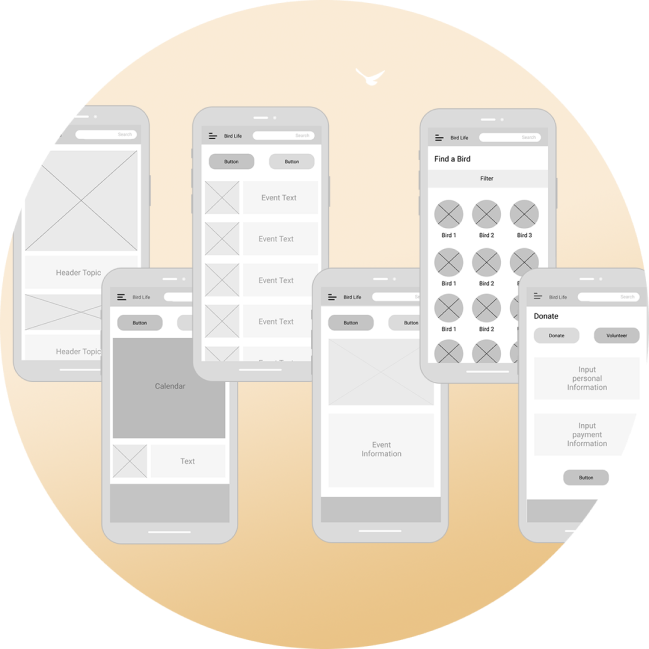 Search
Header Topic
Header Topic
Bird Life
Search
Button
Button
Event Text
Event Text
Event Text
Event Text
Bird Life
Search
Find a Bird
Filter
Bird 1
Bird 2
Bird 3
Bird 1
Bird 2
Bird 3
Bird 1
Bird 2
Bird Life
Button
Calendar
Text
Bird Life
Button
Button
Event
Information
Bird Life
Search
Donate
Donate
Volunteer
Input
personal
Information
Input
payment
Information
Button